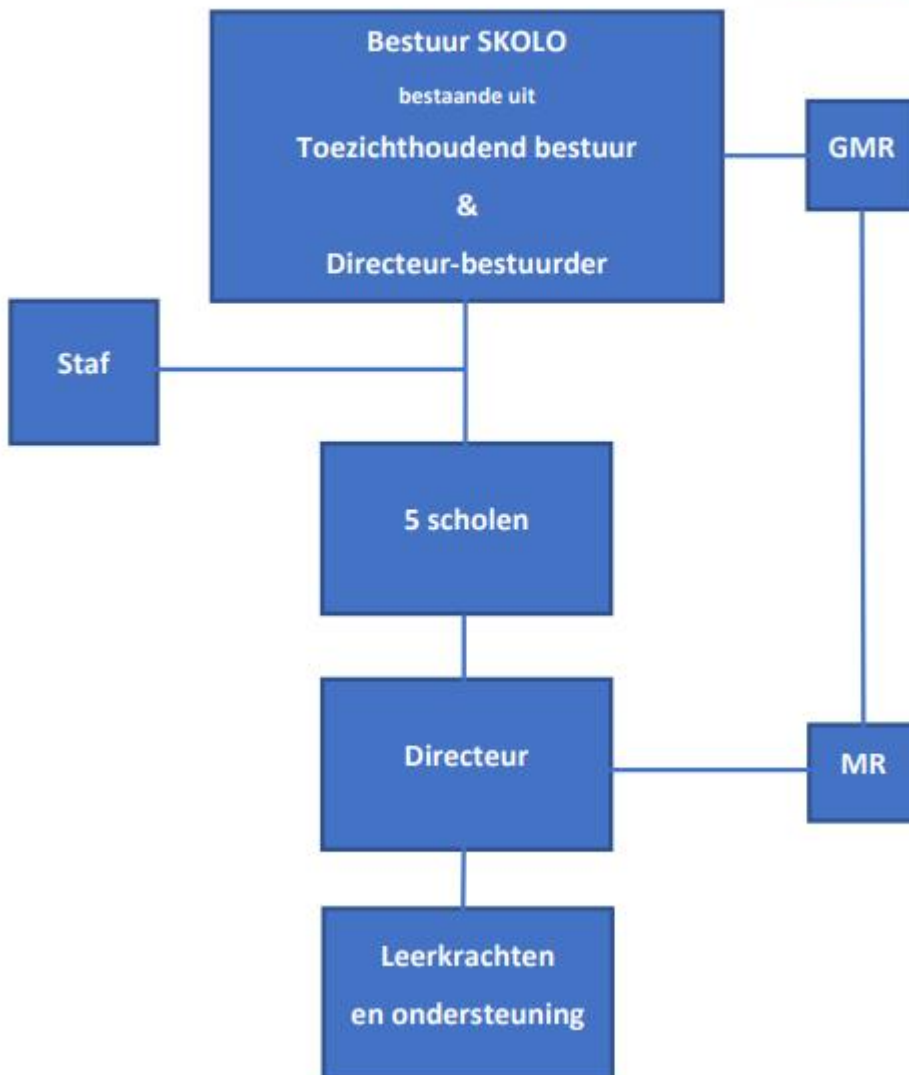 Bestuur SKOLO
bestaande uit
Toezichthoudend bestuur
&
Directeur-bestuurder
GMR
Staf
5 scholen
Directeur
MR
Leerkrachten
en ondersteuning